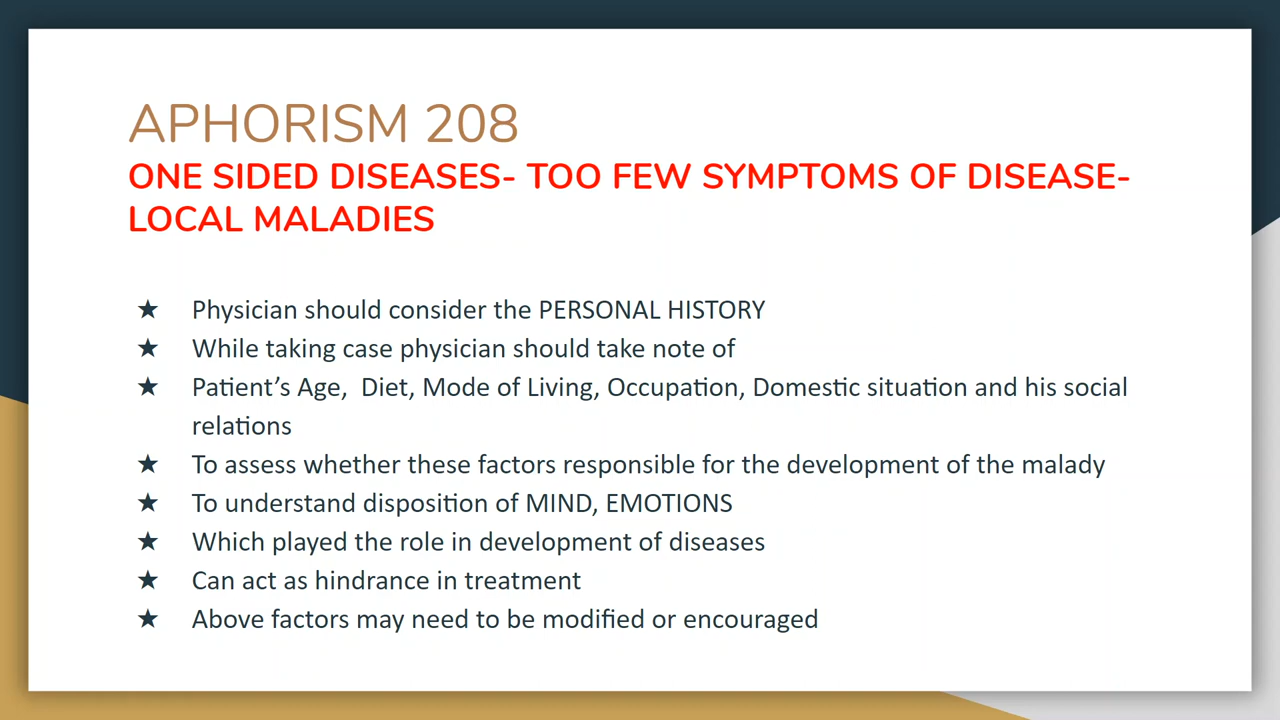 APHORISM 208
ONE SIDED DISEASES- TOO FEW SYMPTOMS OF DISEASE-
LOCAL MALADIES
★ Physician should consider the PERSONAL HISTORY
★ While taking case physician should take note of
★ Patient’s Age,  Diet, Mode of Living, Occupation, Domestic situation and his social
relations
★ To assess whether these factors responsible for the development of the malady
★ To understand disposition of MIND, EMOTIONS
★ Which played the role in development of diseases
★ Can act as hindrance in treatment
★ Above factors may need to be modified or encouraged